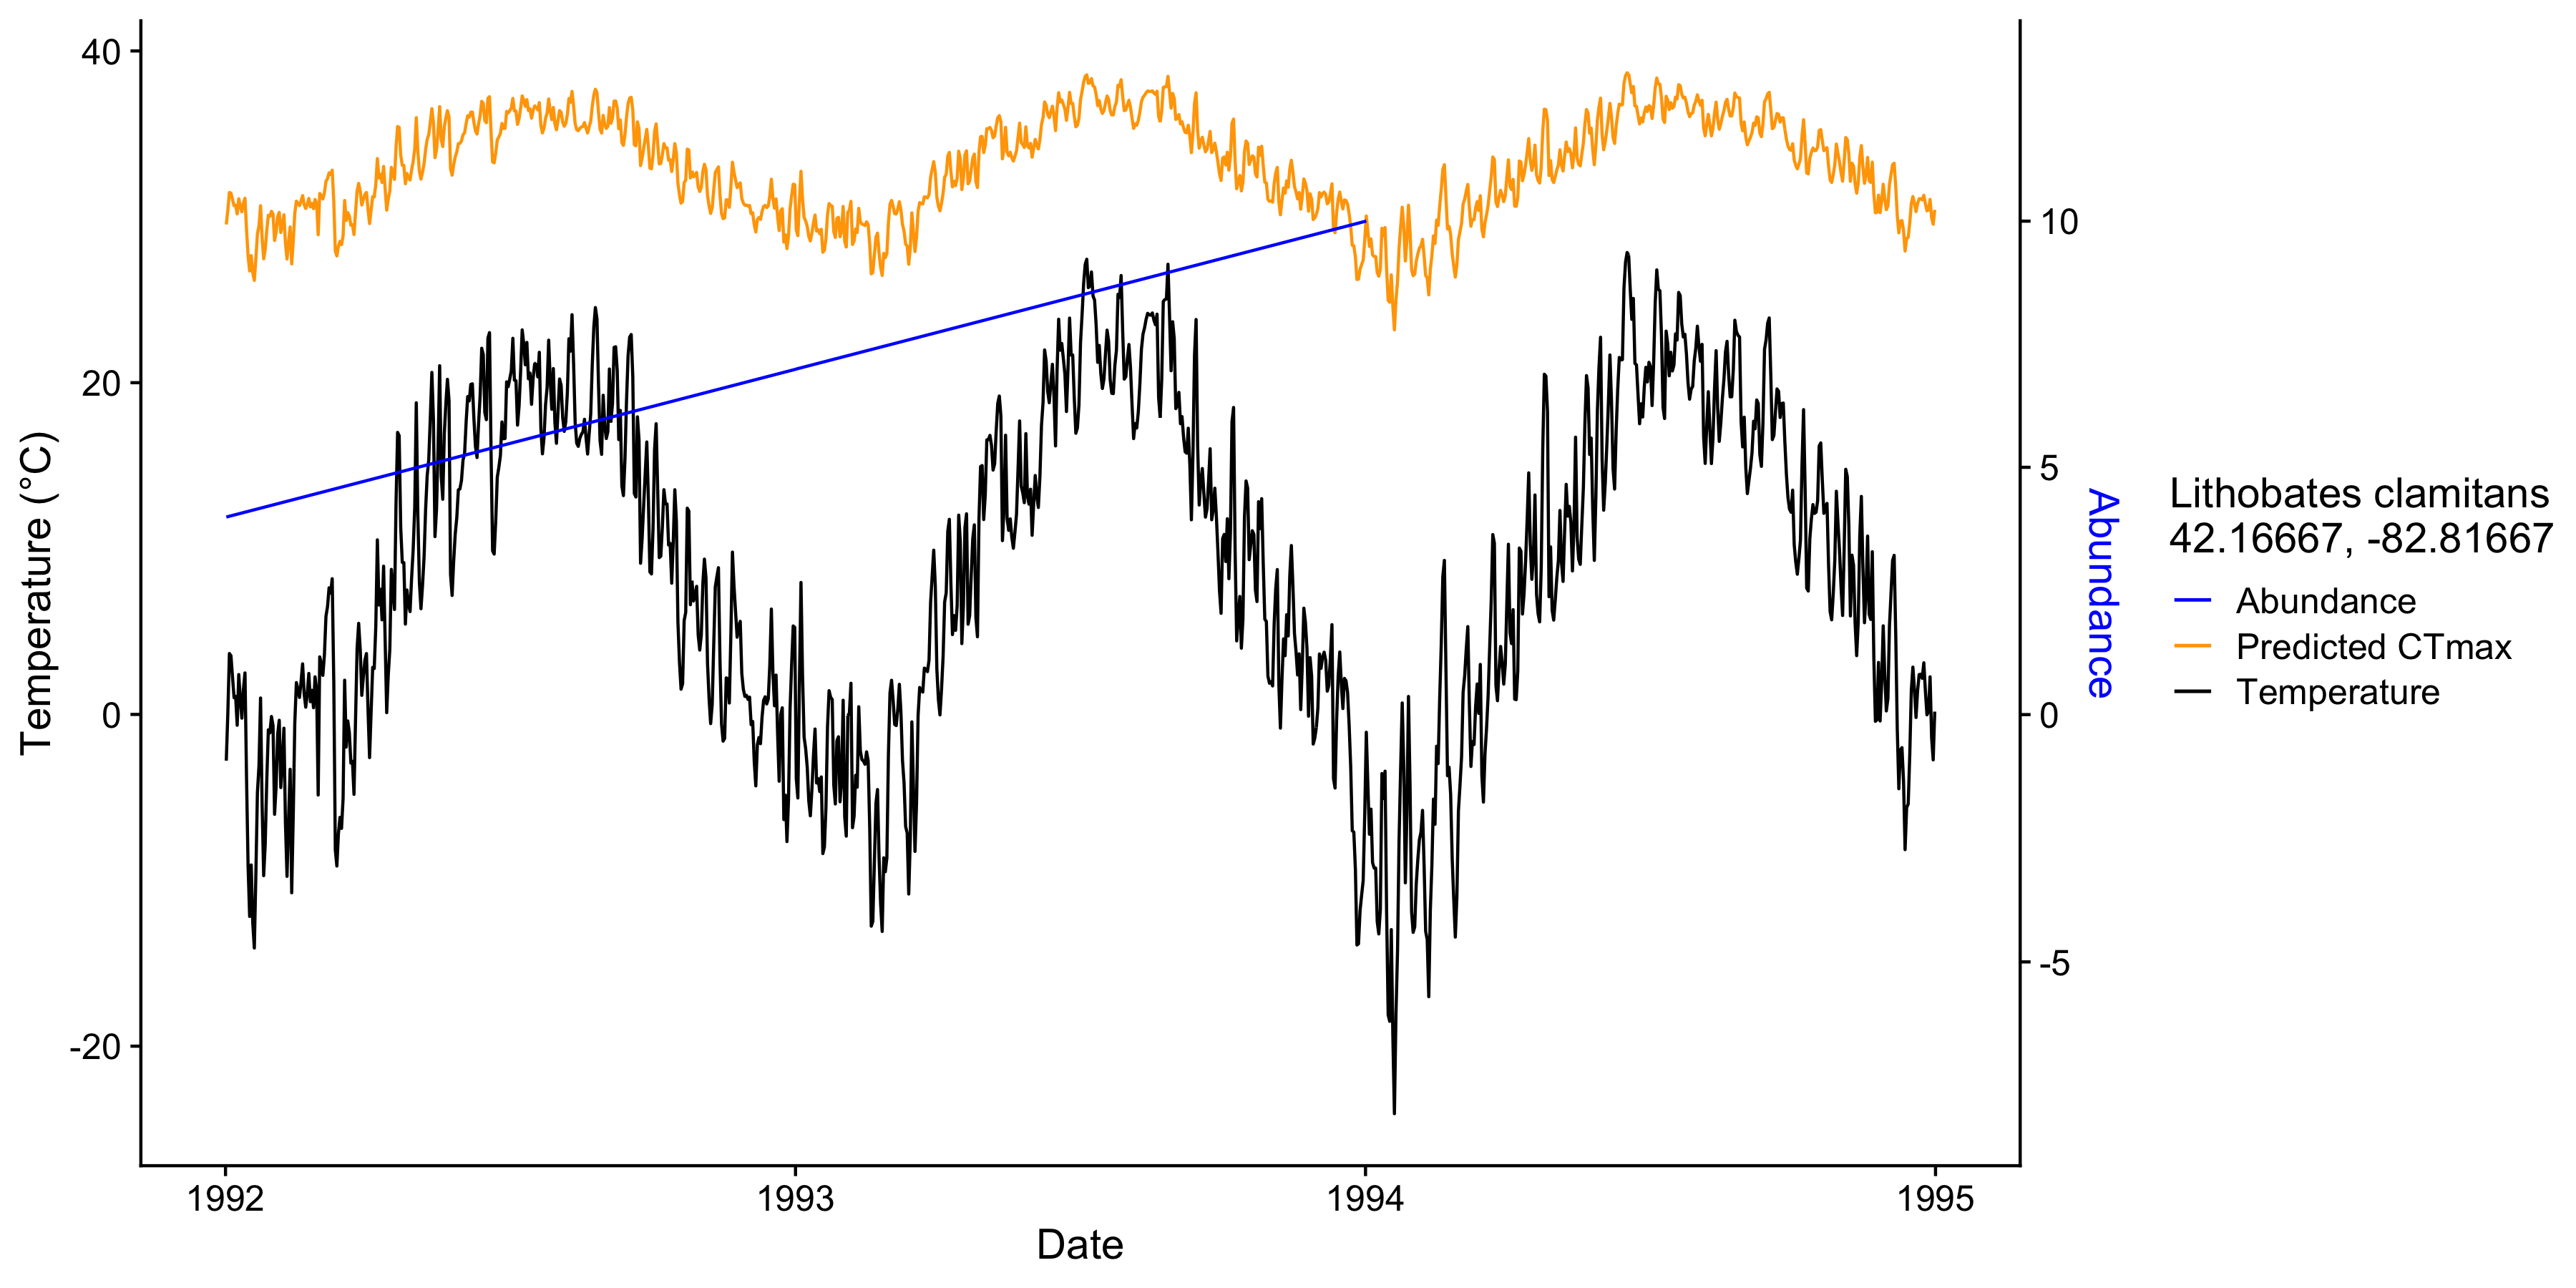 40
20
0
-20
Temperature (°C)
1992
1993
1994
1995
Date
10
5
0
-5
Abundance
Lithobates clamitans
42.16667, -82.81667
Abundance
Predicted CTmax
Temperature